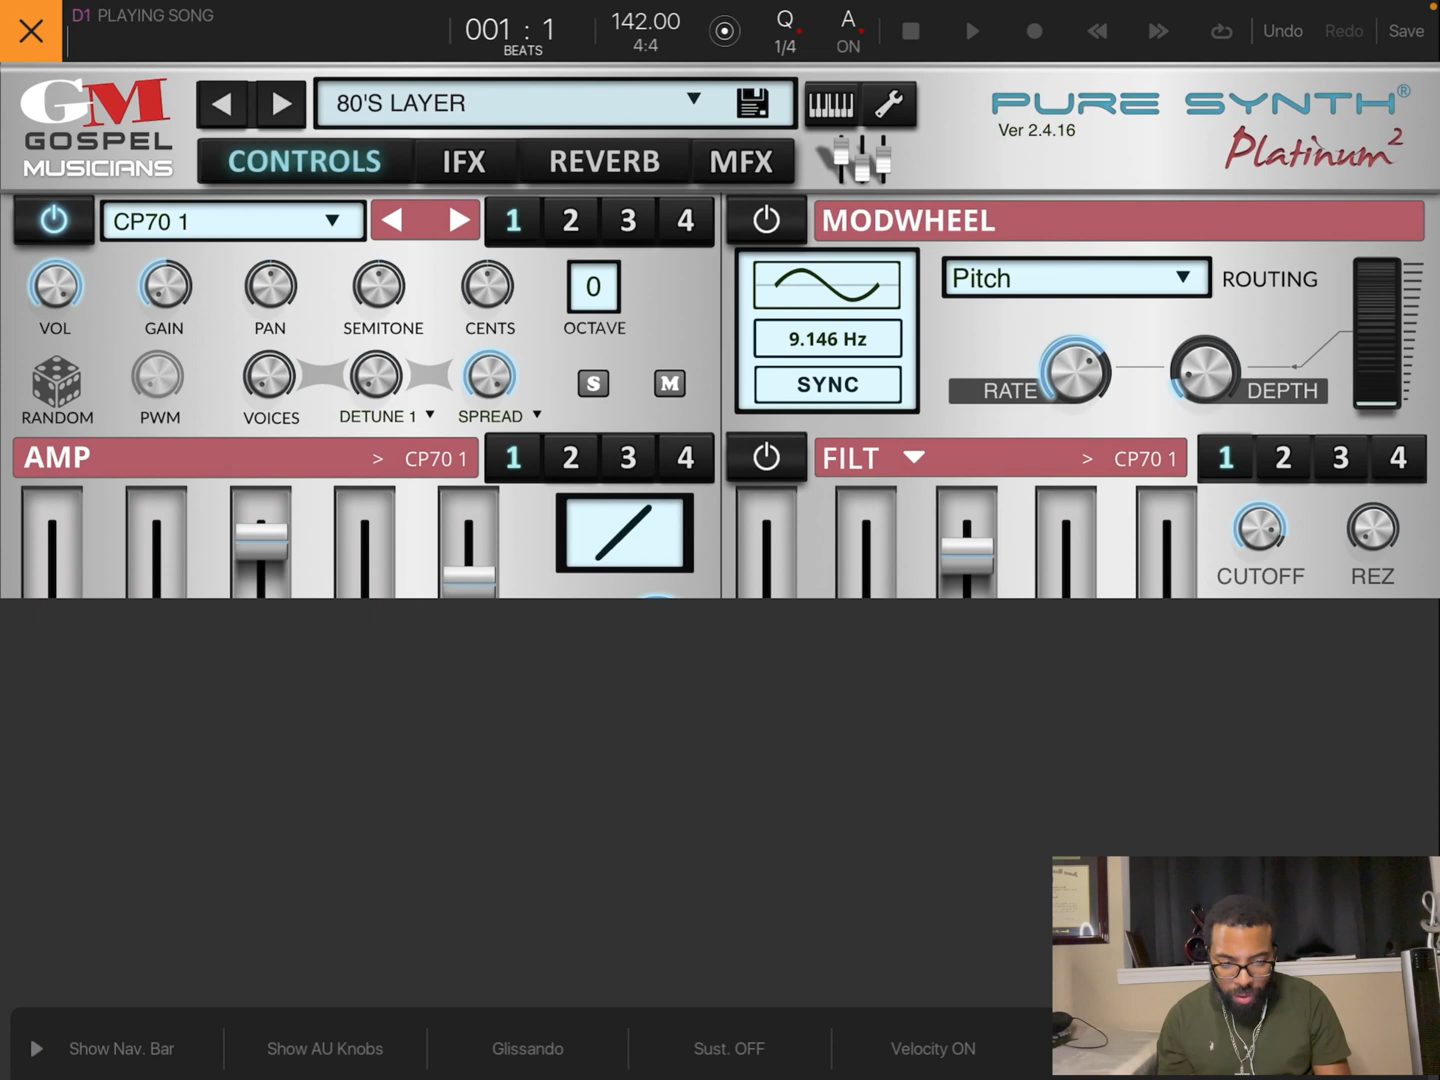 D1 PLAYING SONG
001 : 1
BEATS
142.00
4:4
Q
1/4
A
ON
Undo
Redo
Save
GM
GOSPEL
MUSICIANS
80'S LAYER
PURE SYNTH®
Ver 2.4.16
Platinum2
CONTROLS
IFX
REVERB
MFX
CP70 1
1 2 3 4
MODWHEEL
VOL
GAIN
PAN
SEMITONE
CENTS
0
OCTAVE
Pitch
ROUTING
9.146 Hz
SYNC
RATE
DEPTH
RANDOM
PWM
VOICES
DETUNE 1
SPREAD
S
M
AMP
> CP70 1
1 2 3 4
FILT
> CP70 1
1 2 3 4
CUTOFF
REZ
Show Nav. Bar
Show AU Knobs
Glissando
Sust. OFF
Velocity ON